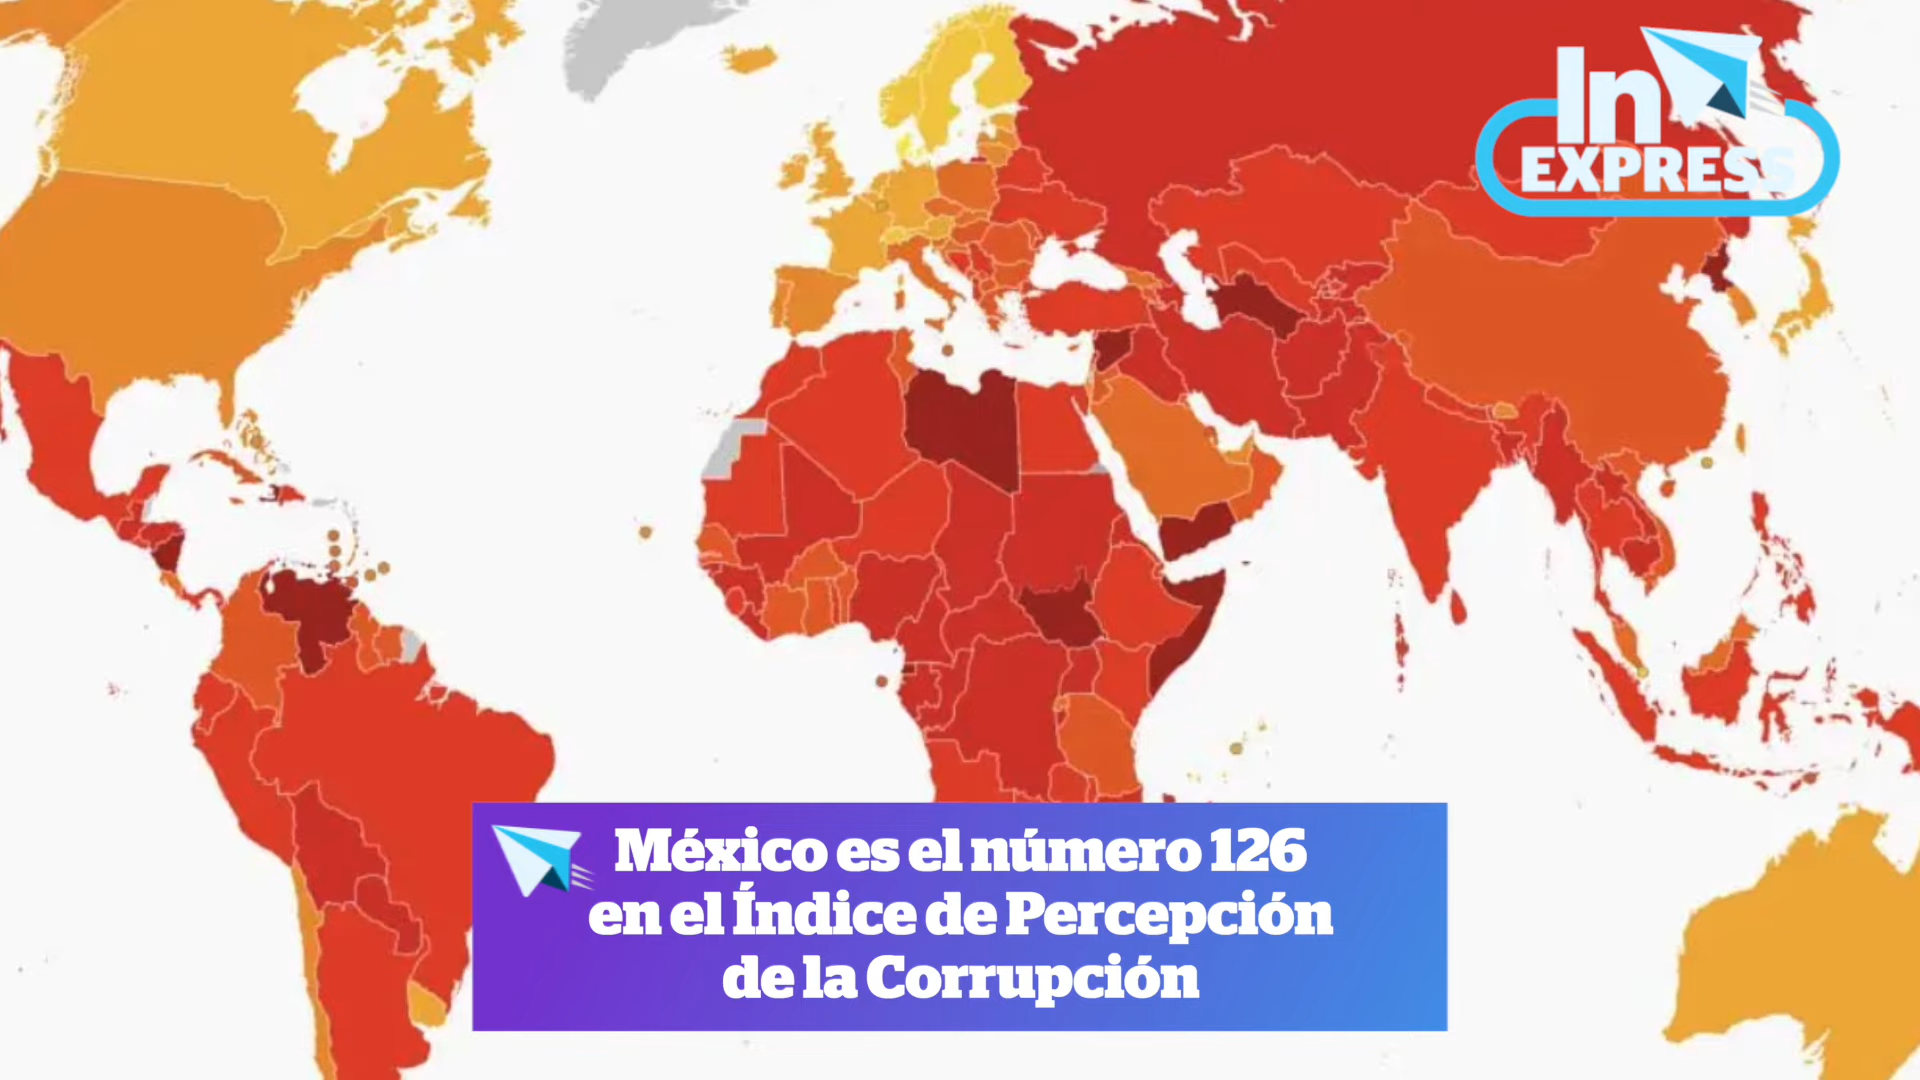 In
EXPRESS
México es el número 126
en el Índice de Percepción
de la Corrupción